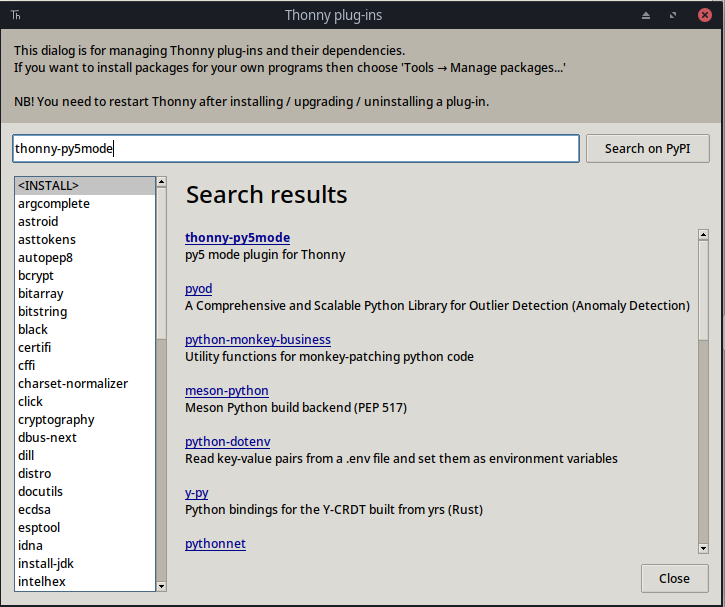 Th
Thonny plug-ins
This dialog is for managing Thonny plug-ins and their dependencies.
If you want to install packages for your own programs then choose 'Tools → Manage packages...'
NB! You need to restart Thonny after installing / upgrading / uninstalling a plug-in.
thonny-py5mode
Search on PyPI
<INSTALL>
argcomplete
astroid
asttokens
autopep8
bcrypt
bitarray
bitstring
black
certifi
cffi
charset-normalizer
click
cryptography
dbus-next
dill
distro
docutils
ecdsa
esptool
idna
install-jdk
intelhex
Search results
thonny-py5mode
py5 mode plugin for Thonny
pyod
A Comprehensive and Scalable Python Library for Outlier Detection (Anomaly Detection)
python-monkey-business
Utility functions for monkey-patching python code
meson-python
Meson Python build backend (PEP 517)
python-dotenv
Read key-value pairs from a .env file and set them as environment variables
y-py
Python bindings for the Y-CRDT built from yrs (Rust)
pythonnet
Close